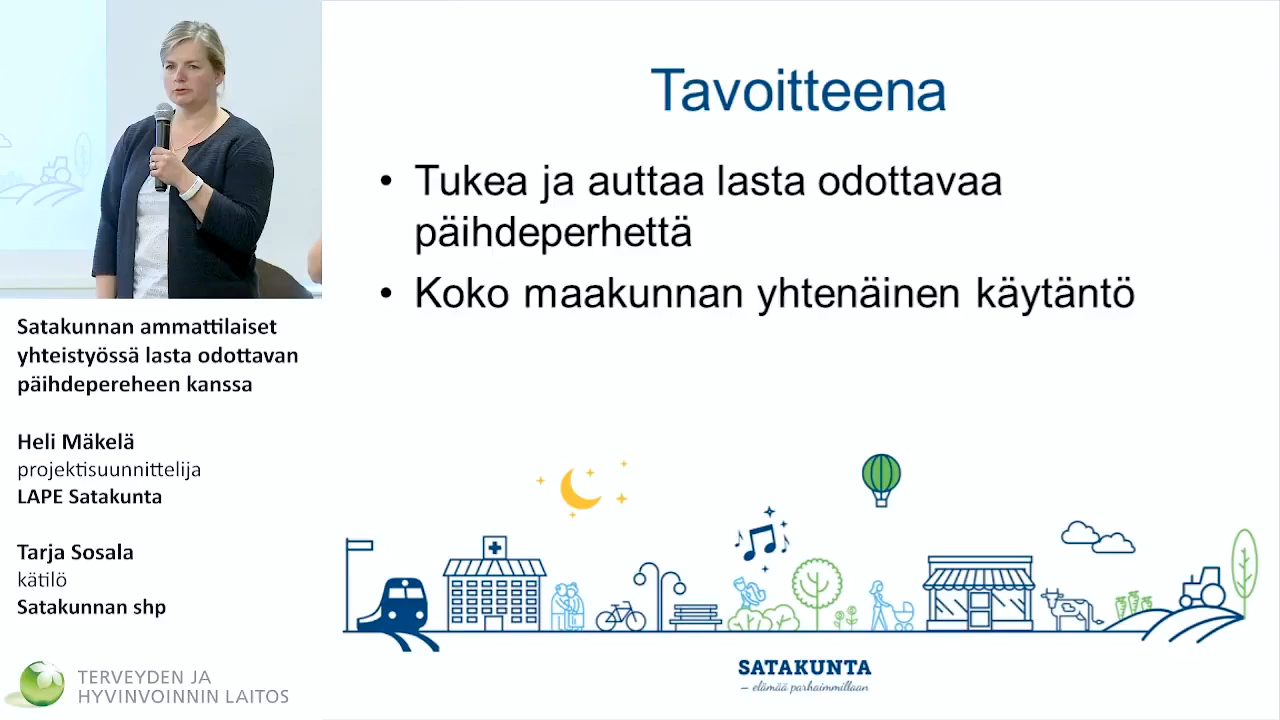 Tavoitteena
• Tukea ja auttaa lasta odottavaa
päihdeperhettä
• Koko maakunnan yhtenäinen käytäntö
Satakunnan ammattilaiset
yhteistyössä lasta odottavan
päihdepereheen kanssa
Heli Mäkelä
projektisuunnittelija
LAPE Satakunta
Tarja Sosala
kätilö
Satakunnan shp
TERVEYDEN JA
HYVINVOINNIN LAITOS
SATAKUNTA
– elämää parhaimmillaan